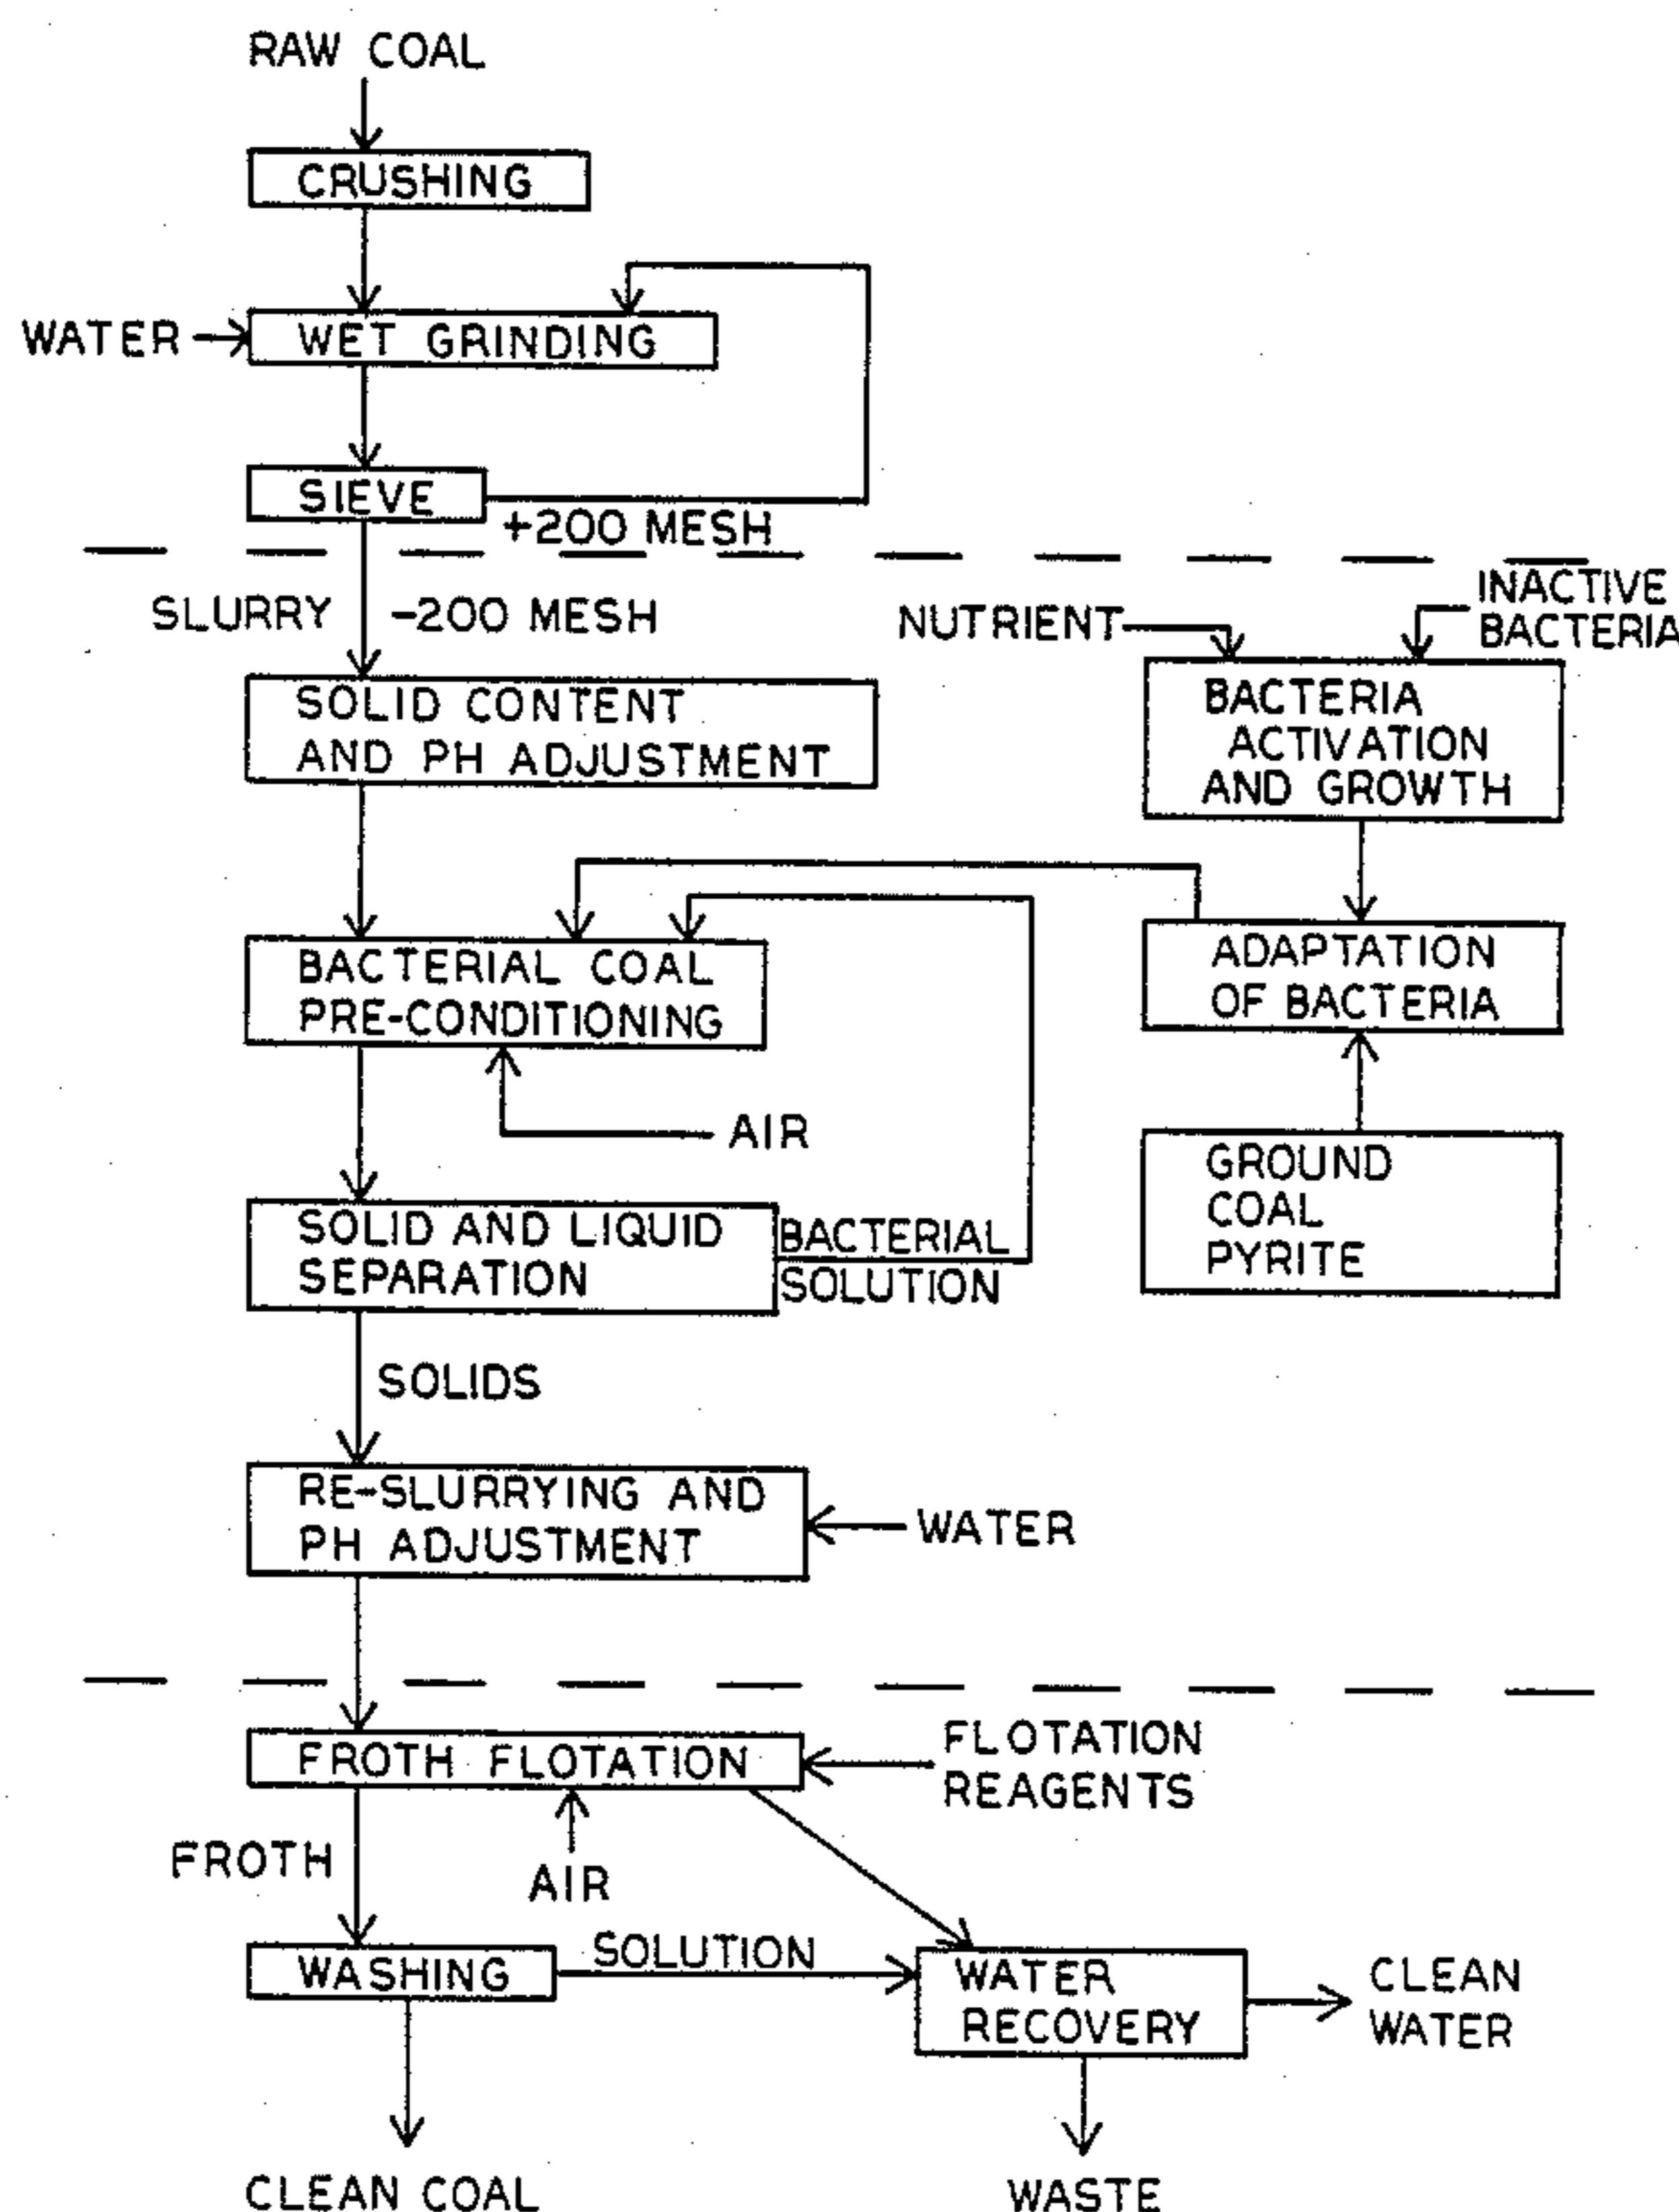 RAW COAL
CRUSHING
WATER
WET GRINDING
SIEVE
+200 MESH
SLURRY
-200 MESH
NUTRIENT
INACTIVE
BACTERIA
SOLID CONTENT
AND PH ADJUSTMENT
BACTERIA
ACTIVATION
AND GROWTH
BACTERIAL COAL
PRE-CONDITIONING
ADAPTATION
OF BACTERIA
AIR
GROUND
COAL
PYRITE
SOLID AND LIQUID
SEPARATION
BACTERIAL
SOLUTION
SOLIDS
RE-SLURRYING AND
PH ADJUSTMENT
WATER
FROTH FLOTATION
FLOTATION
REAGENTS
FROTH
AIR
WASHING
SOLUTION
WATER
RECOVERY
CLEAN
WATER
CLEAN COAL
WASTE